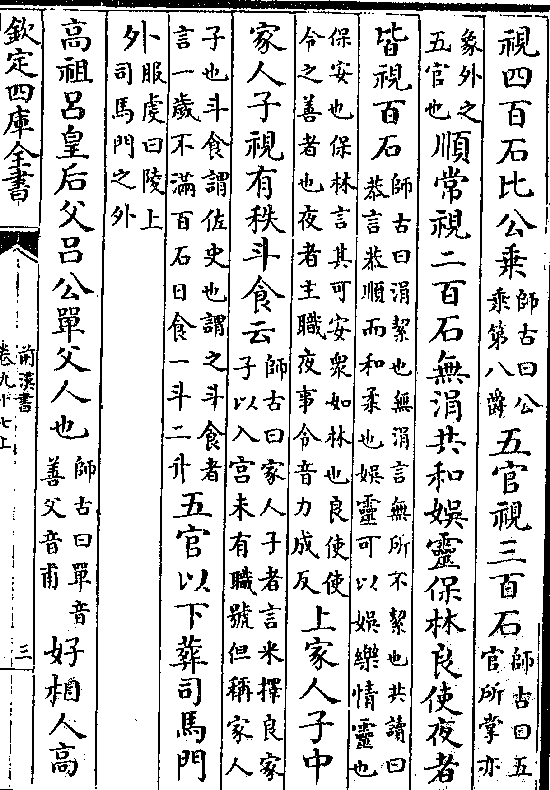 視四百石比公乘師古曰公乘第八爵五官視三百石師古曰五官所掌亦
象外之五官也順常視二百石無涓共和娛靈保林良使夜者
皆視百石師古曰涓絜也無涓言無所不絜也共讀曰恭言恭順而和柔也娛靈可以娛樂情靈也
保安也保林言其可安衆如林也良使使令之善者也夜者主職夜事令音力成反上家人子中
家人子視有秩斗食云師古曰家人子者言采擇良家子以入宫未有職號但稱家人
子也斗食謂佐史也謂之斗食者言一歲不滿百石日食一斗二升五官以下葬司馬門
外服虔曰陵上司馬門之外
高祖呂皇后父呂公單父人也師古曰單音善父音甫好相人高
欽定四庫全書
前漢書
卷九十七上
三